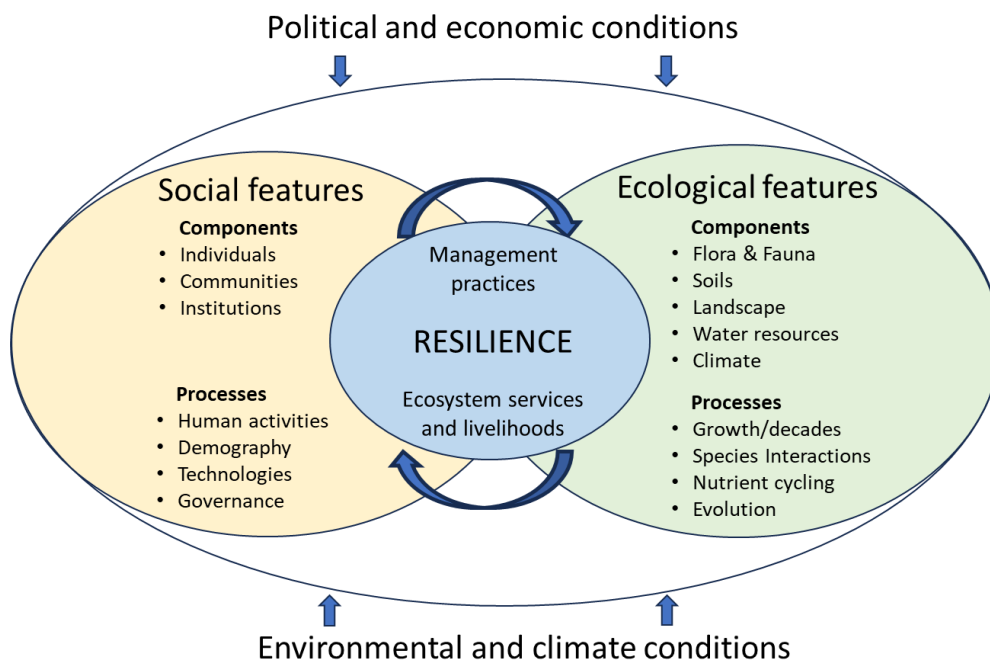 Political and economic conditions
Social features
Components
• Individuals
• Communities
• Institutions
Processes
• Human activities
• Demography
• Technologies
• Governance
Management
practices
RESILIENCE
Ecosystem services
and livelihoods
Ecological features
Components
• Flora & Fauna
• Soils
• Landscape
• Water resources
• Climate
Processes
• Growth/decades
• Species Interactions
• Nutrient cycling
• Evolution
Environmental and climate conditions